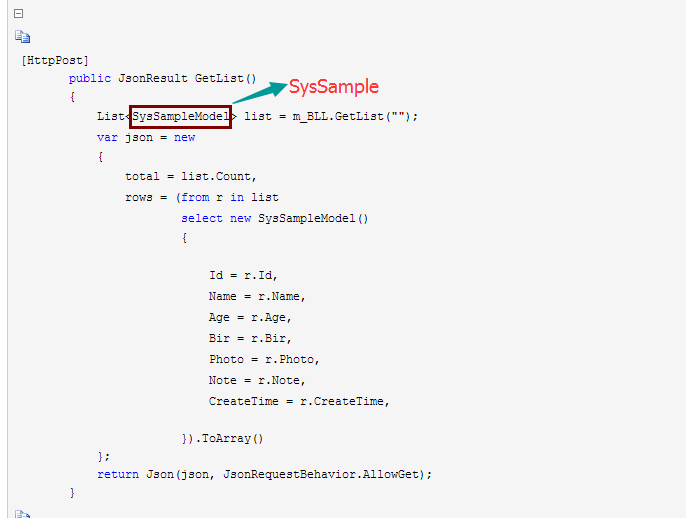 [HttpPost]
public JsonResult GetList()
{
List<SysSampleModel> list = m_BLL.GetList("");
SysSample
var json = new
{
total = list.Count,
rows = (from r in list
select new SysSampleModel()
{
Id = r.Id,
Name = r.Name,
Age = r.Age,
Bir = r.Bir,
Photo = r.Photo,
Note = r.Note,
CreateTime = r.CreateTime,
}).ToArray()
};
return Json(json, JsonRequestBehavior.AllowGet);
}